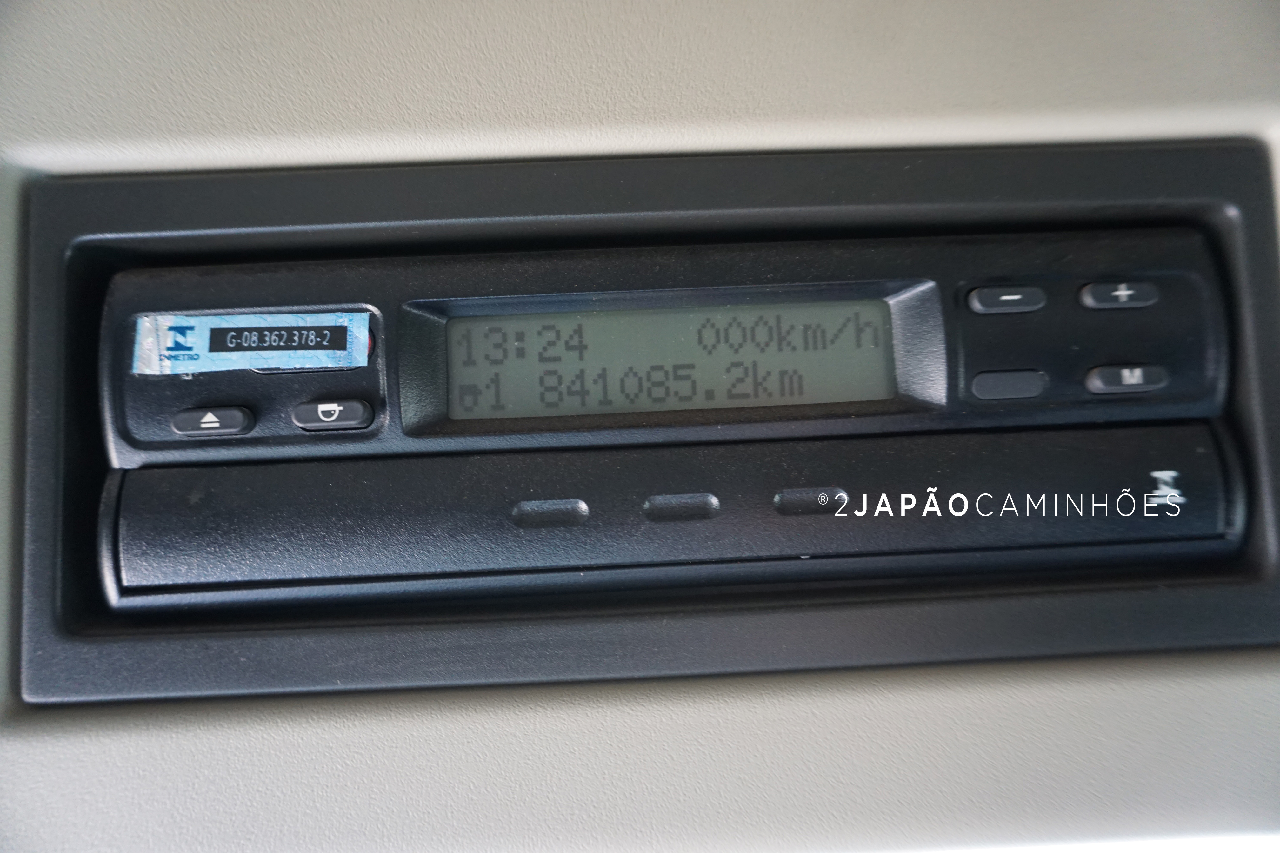 INMETRO
G-08.362.378-2
13:24 000km/h
1 841085.2km
- +
M
®2JAPÃOCAMINHÕES